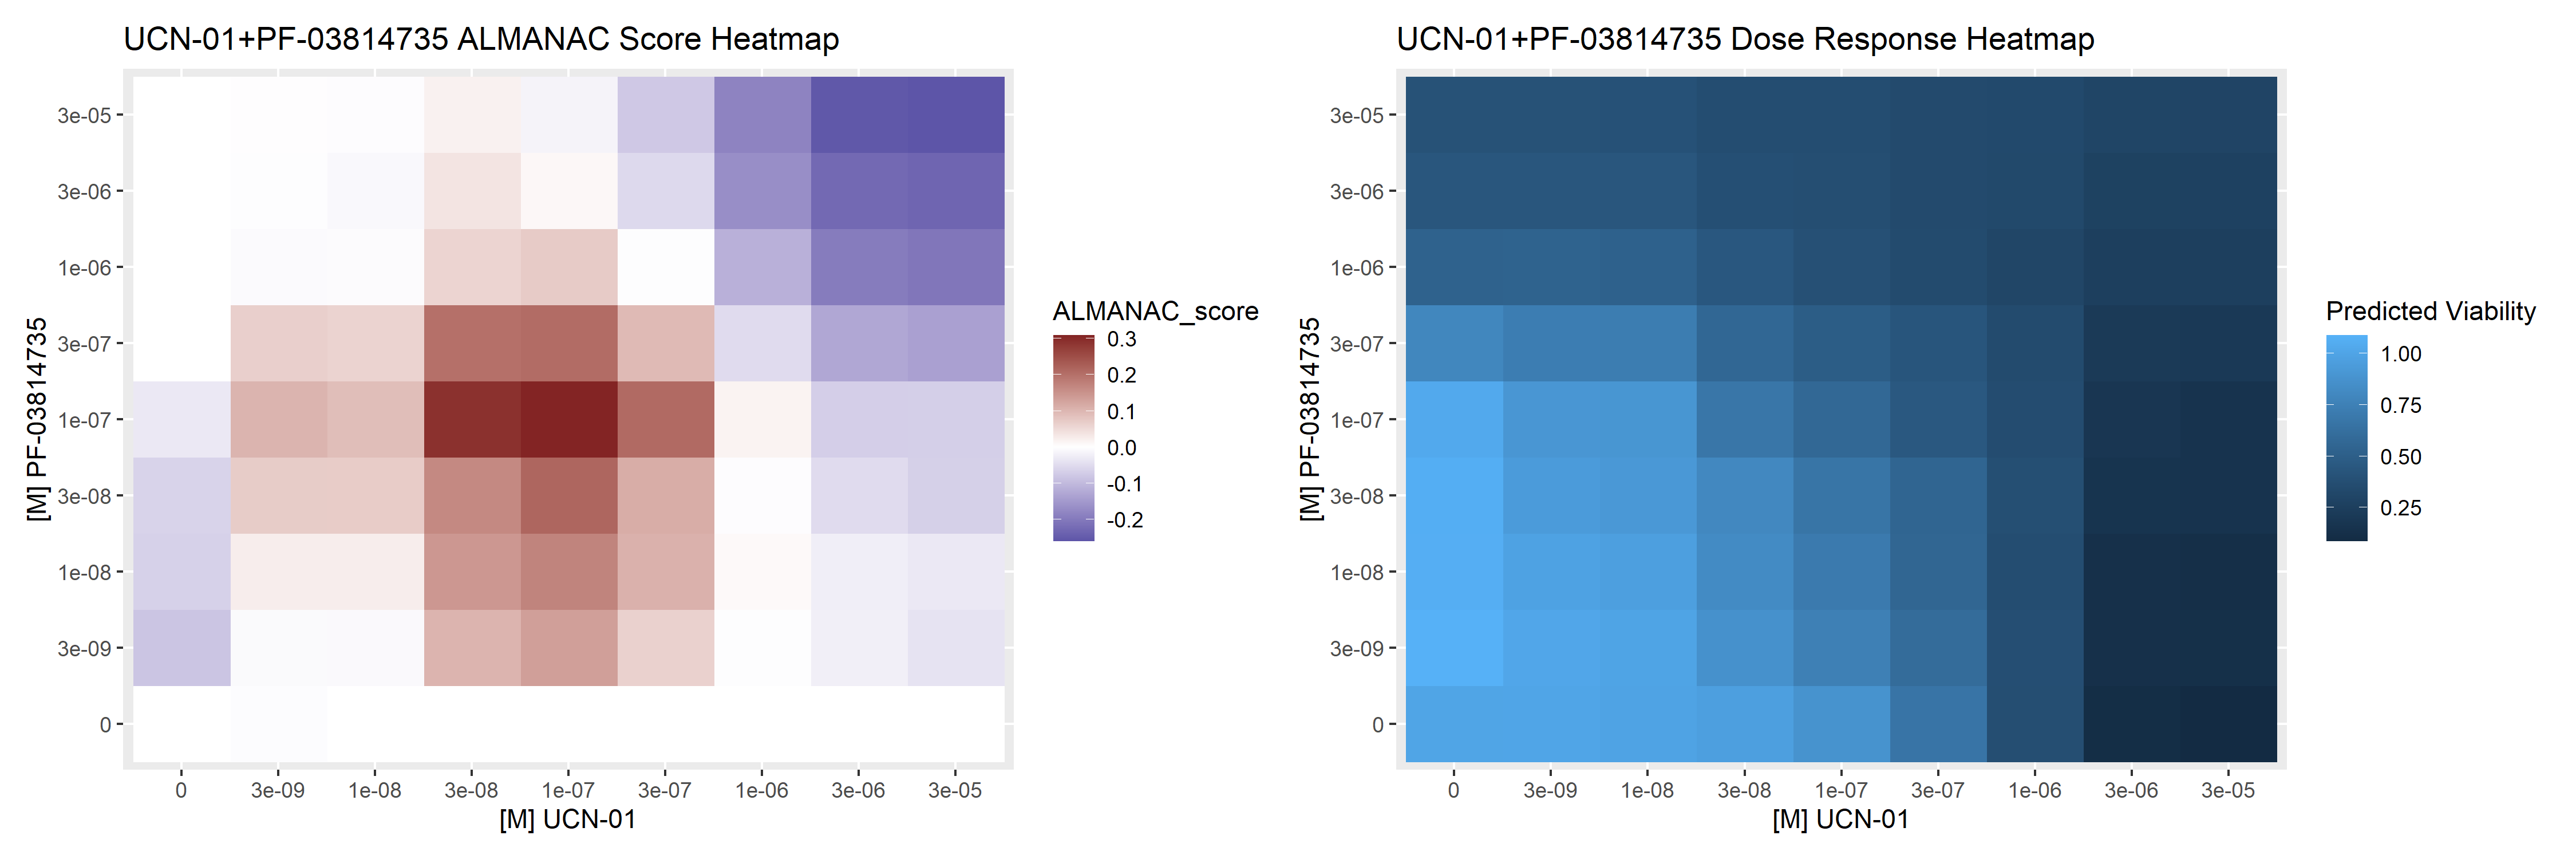 UCN-01+PF-03814735 ALMANAC Score Heatmap
[M] PF-03814735
3e-05
3e-06
1e-06
3e-07
1e-07
3e-08
1e-08
3e-09
0
0 3e-09 1e-08 3e-08 1e-07 3e-07 1e-06 3e-06 3e-05
[M] UCN-01
ALMANAC_score
0.3
0.2
0.1
0.0
-0.1
-0.2
UCN-01+PF-03814735 Dose Response Heatmap
[M] PF-03814735
3e-05
3e-06
1e-06
3e-07
1e-07
3e-08
1e-08
3e-09
0
0 3e-09 1e-08 3e-08 1e-07 3e-07 1e-06 3e-06 3e-05
[M] UCN-01
Predicted Viability
1.00
0.75
0.50
0.25